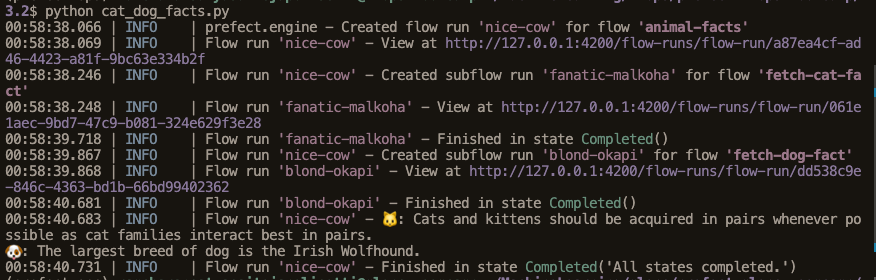 3.2$ python cat_dog_facts.py
00:58:38.066 | INFO    | prefect.engine - Created flow run 'nice-cow' for flow 'animal-facts'
00:58:38.069 | INFO    | Flow run 'nice-cow' - View at http://127.0.0.1:4200/flow-runs/flow-run/a87ea4cf-ad
46-4423-a81f-9bc63e334b2f
00:58:38.246 | INFO    | Flow run 'nice-cow' - Created subflow run 'fanatic-malkoha' for flow 'fetch-cat-fa
ct'
00:58:38.248 | INFO    | Flow run 'fanatic-malkoha' - View at http://127.0.0.1:4200/flow-runs/flow-run/061e
1aec-9bd7-47c9-b081-324e629f3e28
00:58:39.718 | INFO    | Flow run 'fanatic-malkoha' - Finished in state Completed()
00:58:39.867 | INFO    | Flow run 'nice-cow' - Created subflow run 'blond-okapi' for flow 'fetch-dog-fact'
00:58:39.868 | INFO    | Flow run 'blond-okapi' - View at http://127.0.0.1:4200/flow-runs/flow-run/dd538c9e
-846c-4363-bd1b-66bd99402362
00:58:40.681 | INFO    | Flow run 'blond-okapi' - Finished in state Completed()
00:58:40.683 | INFO    | Flow run 'nice-cow' - 🐱: Cats and kittens should be acquired in pairs whenever po
ssible as cat families interact best in pairs.
🐶: The largest breed of dog is the Irish Wolfhound.
00:58:40.731 | INFO    | Flow run 'nice-cow' - Finished in state Completed('All states completed.')